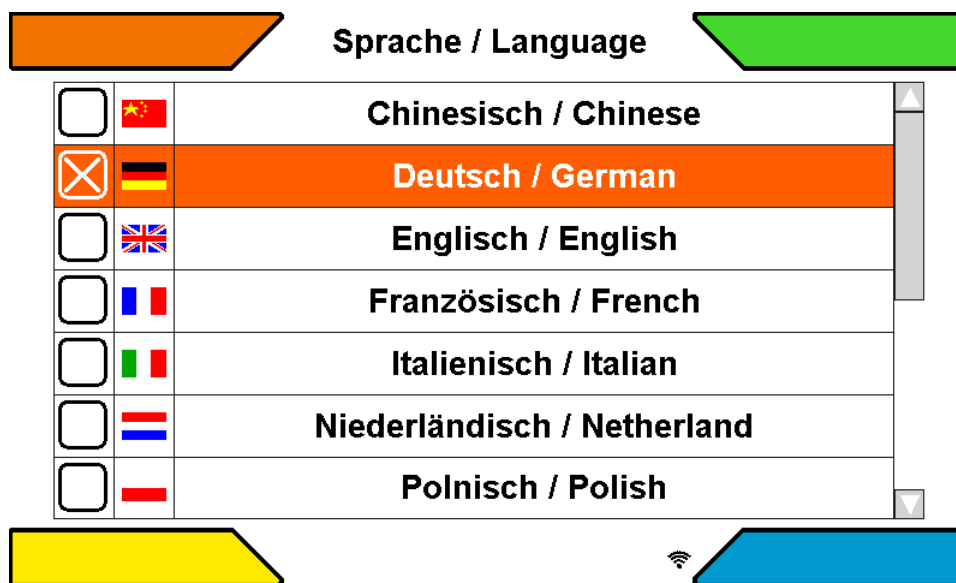 Sprache / Language
Chinesisch / Chinese
Deutsch / German
Englisch / English
Französisch / French
Italienisch / Italian
Niederländisch / Netherland
Polnisch / Polish